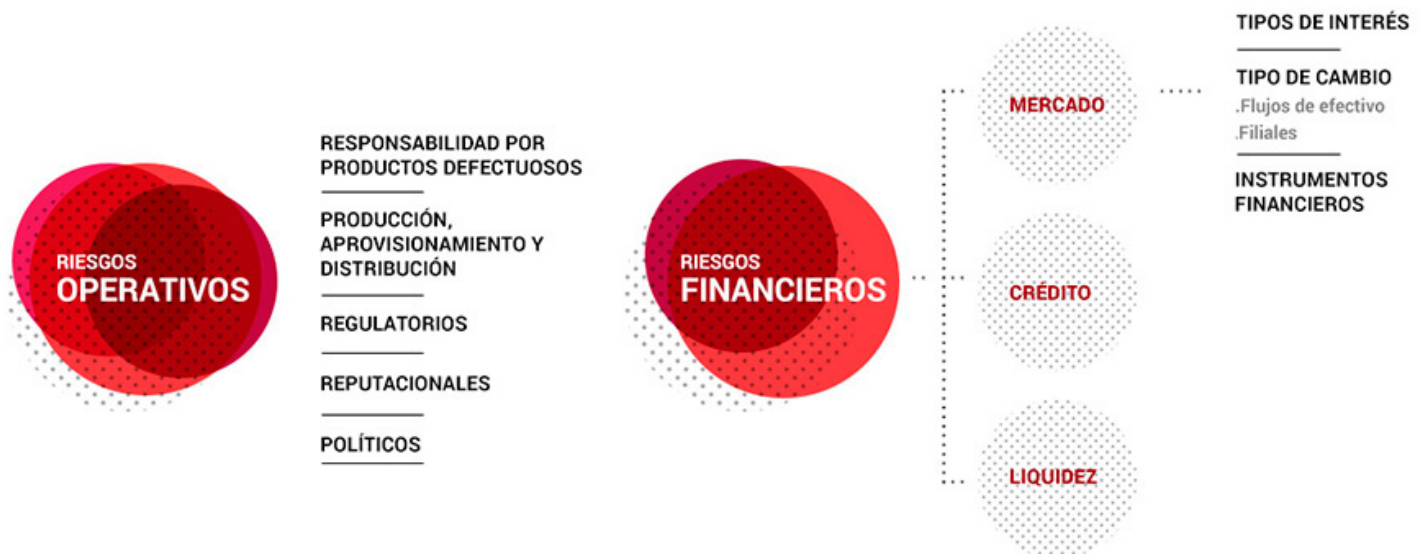 RIESGOS
OPERATIVOS
RESPONSABILIDAD POR
PRODUCTOS DEFECTUOSOS
PRODUCCIÓN,
APROVISIONAMIENTO Y
DISTRIBUCIÓN
REGULATORIOS
REPUTACIONALES
POLÍTICOS
RIESGOS
FINANCIEROS
MERCADO
TIPOS DE INTERÉS
TIPO DE CAMBIO
.Flujos de efectivo
.Filiales
INSTRUMENTOS
FINANCIEROS
CRÉDITO
LIQUIDEZ